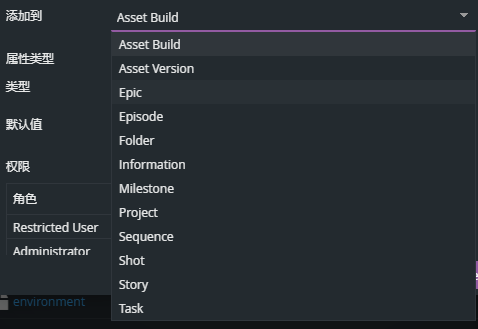 添加到
Asset Build
属性类型
Asset Build
类型
Asset Version
Epic
默认值
Episode
Folder
权限
Information
Milestone
角色
Project
Restricted User
Sequence
Administrator
Shot
Story
environment
Task